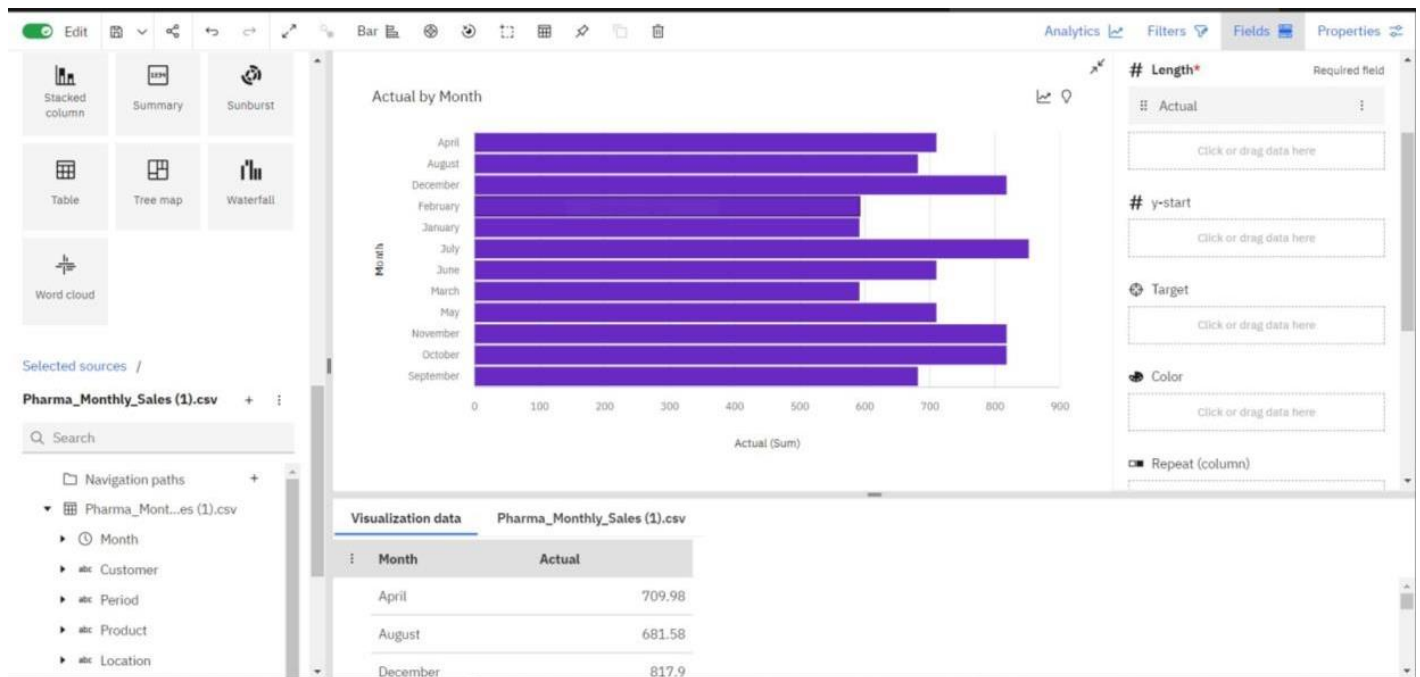 Edit
Bar
Analytics
Filters
Fields
Properties
Stacked
column
Summary
Sunburst
Table
Tree map
Waterfall
Word cloud
Selected sources /
Pharma_Monthly_Sales (1).csv
Search
Navigation paths
Pharma_Mont...es (1).csv
Month
Customer
Period
Product
Location
Actual by Month
Month
April
August
December
February
January
July
June
March
May
November
October
September
0 100 200 300 400 500 600 700 800 900
Actual (Sum)
Visualization data
Pharma_Monthly_Sales (1).csv
Month Actual
April 709.98
August 681.58
December 817.9
# Length* Required field
Actual
Click or drag data here
# y-start
Click or drag data here
Target
Click or drag data here
Color
Click or drag data here
Repeat (column)